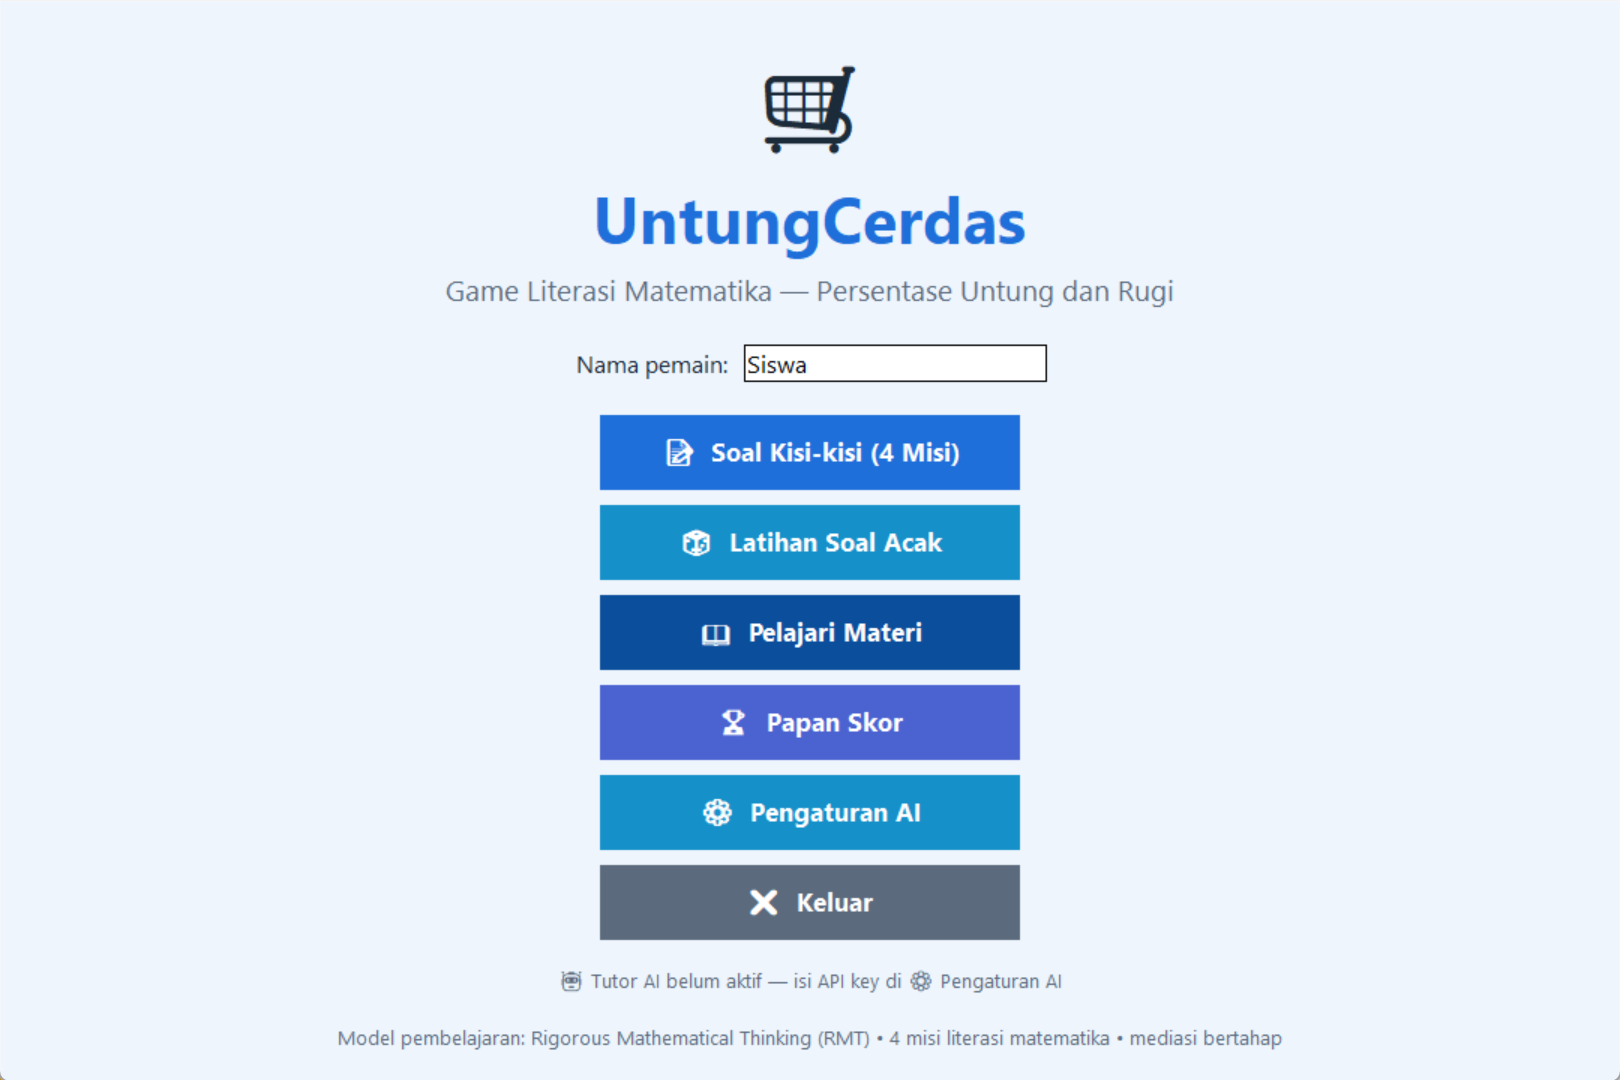 UntungCerdas
Game Literasi Matematika — Persentase Untung dan Rugi
Nama pemain: Siswa
Soal Kisi-kisi (4 Misi)
Latihan Soal Acak
Pelajari Materi
Papan Skor
Pengaturan AI
Keluar
Tutor AI belum aktif — isi API key di Pengaturan AI
Model pembelajaran: Rigorous Mathematical Thinking (RMT) • 4 misi literasi matematika • mediasi bertahap